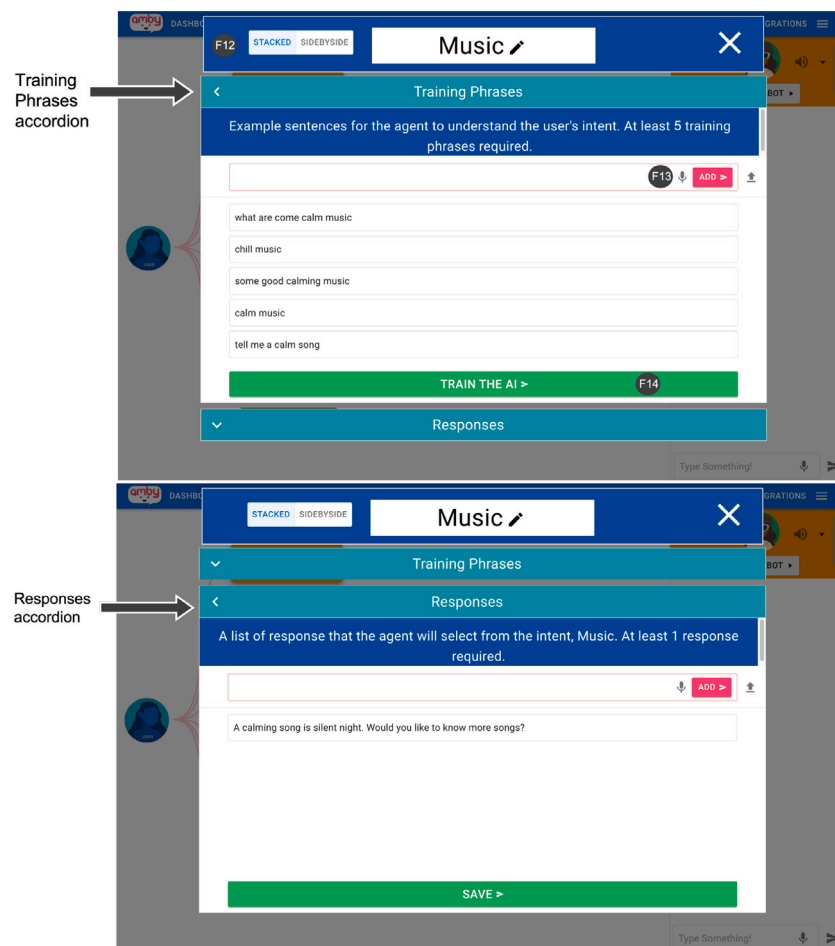 amby DASHBO GRATIONS
F12 STACKED SIDEBYSIDE Music
BOT
Training Phrases accordion
Training Phrases
Example sentences for the agent to understand the user's intent. At least 5 training
phrases required.
F13 ADD
what are come calm music
chill music
some good calming music
calm music
tell me a calm song
TRAIN THE AI F14
Responses
Type Something!
amby DASHBO GRATIONS
STACKED SIDEBYSIDE Music
BOT
Training Phrases
Responses accordion
Responses
A list of response that the agent will select from the intent, Music. At least 1 response
required.
ADD
A calming song is silent night. Would you like to know more songs?
SAVE
Type Something!